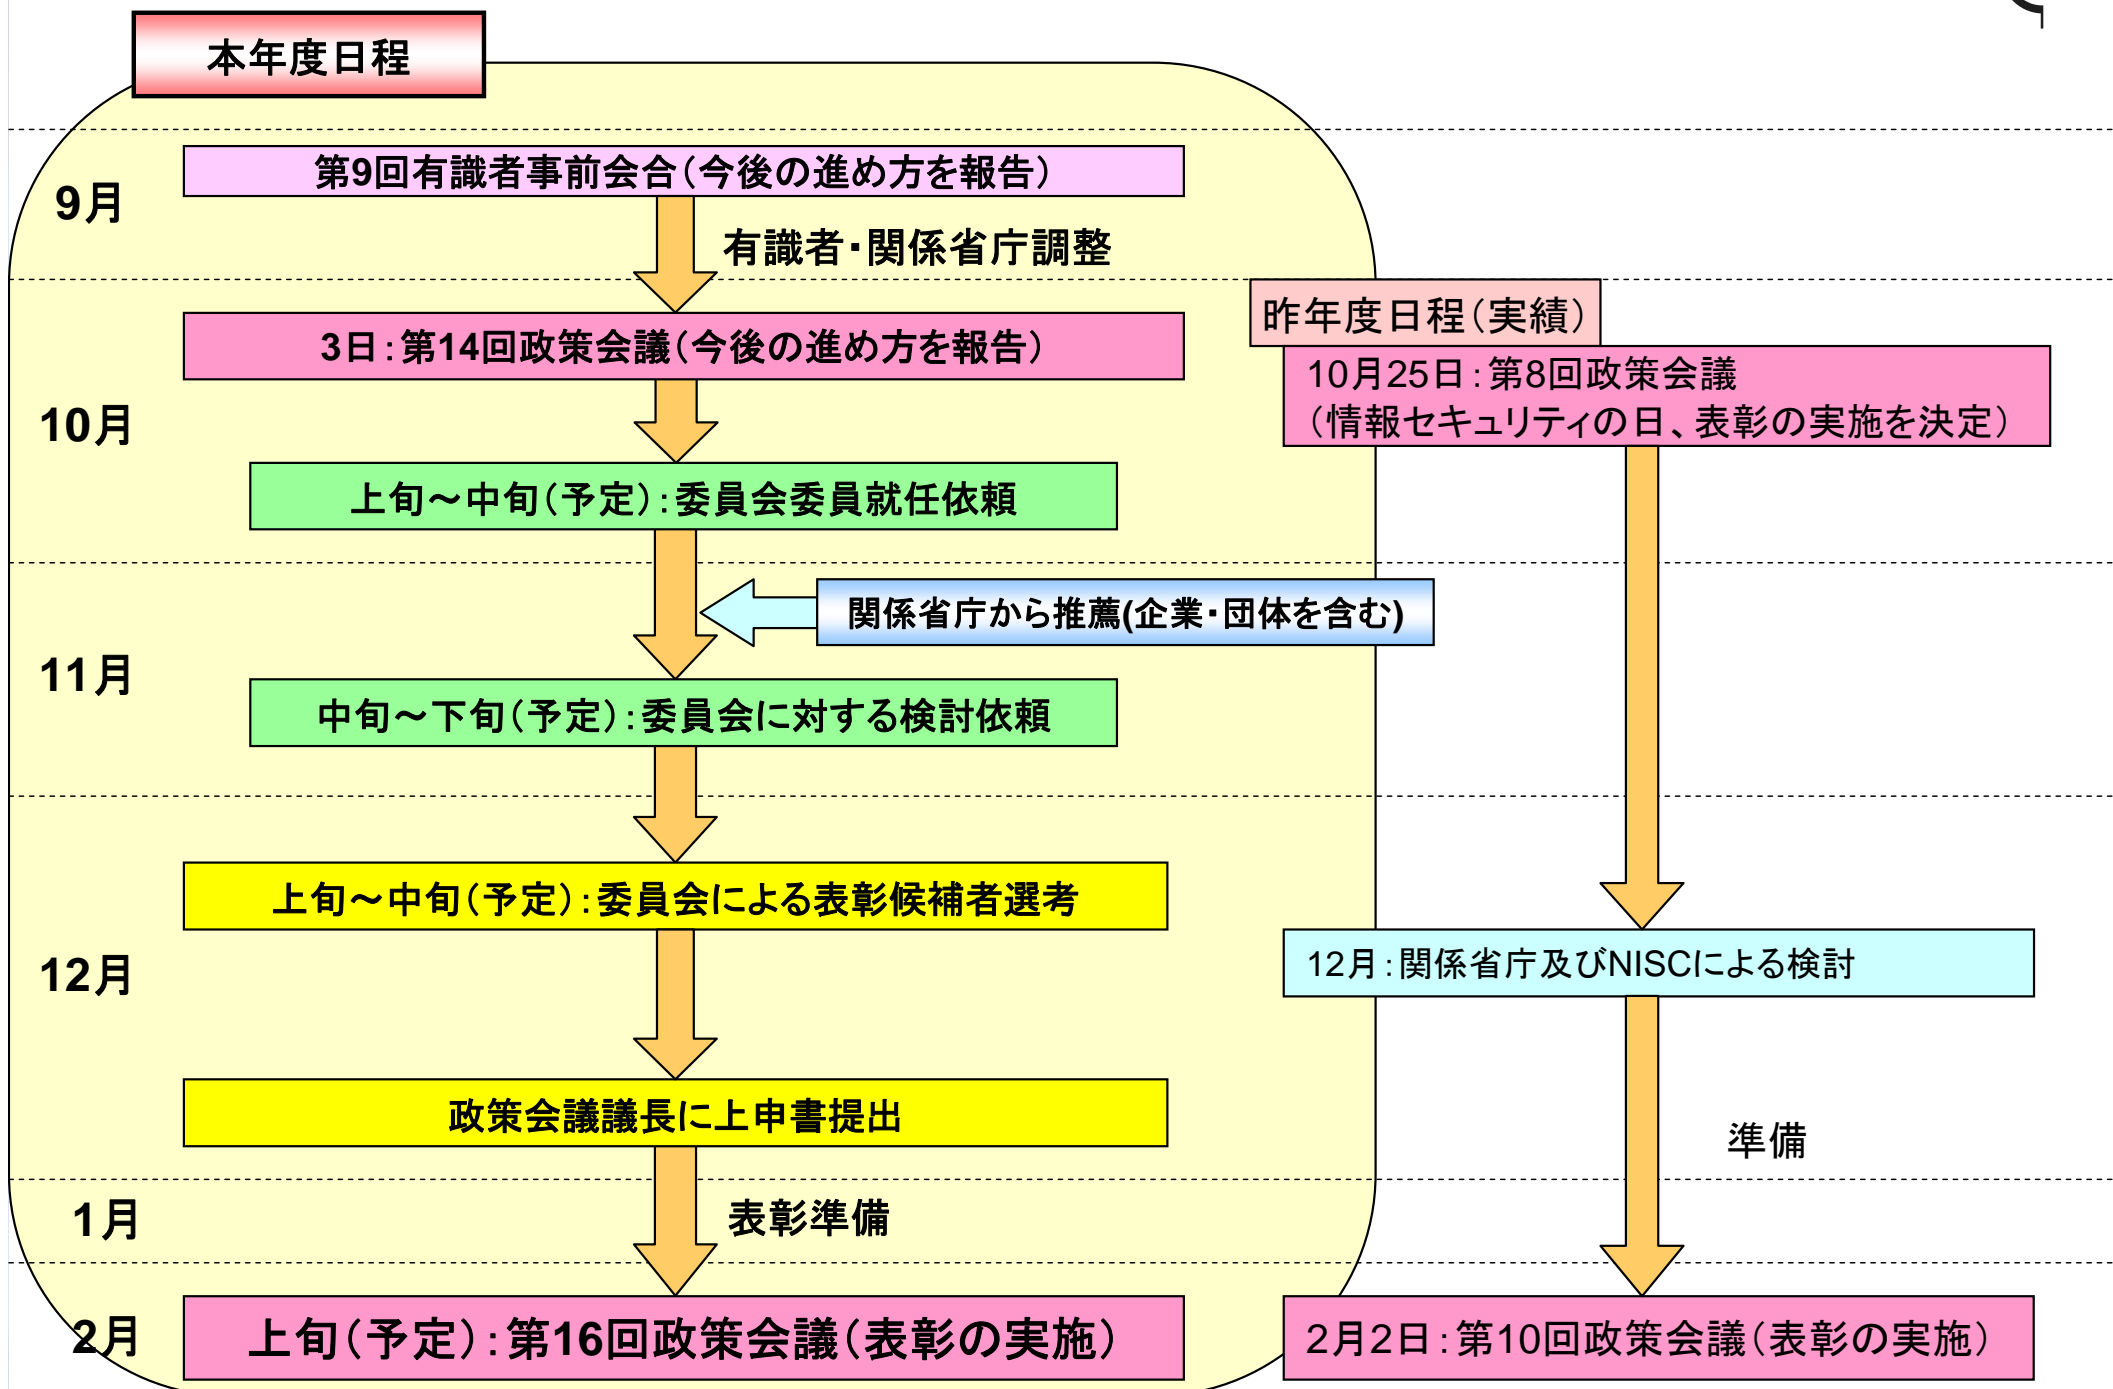 本年度日程
9月
第9回有識者事前会合(今後の進め方を報告)
有識者・関係省庁調整
10月
3日:第14回政策会議(今後の進め方を報告)
上旬~中旬(予定):委員会委員就任依頼
11月
関係省庁から推薦(企業・団体を含む)
中旬~下旬(予定):委員会に対する検討依頼
12月
上旬~中旬(予定):委員会による表彰候補者選考
政策会議議長に上申書提出
1月
表彰準備
2月
上旬(予定):第16回政策会議(表彰の実施)
昨年度日程(実績)
10月25日:第8回政策会議
(情報セキュリティの日、表彰の実施を決定)
12月:関係省庁及びNISCによる検討
準備
2月2日:第10回政策会議(表彰の実施)